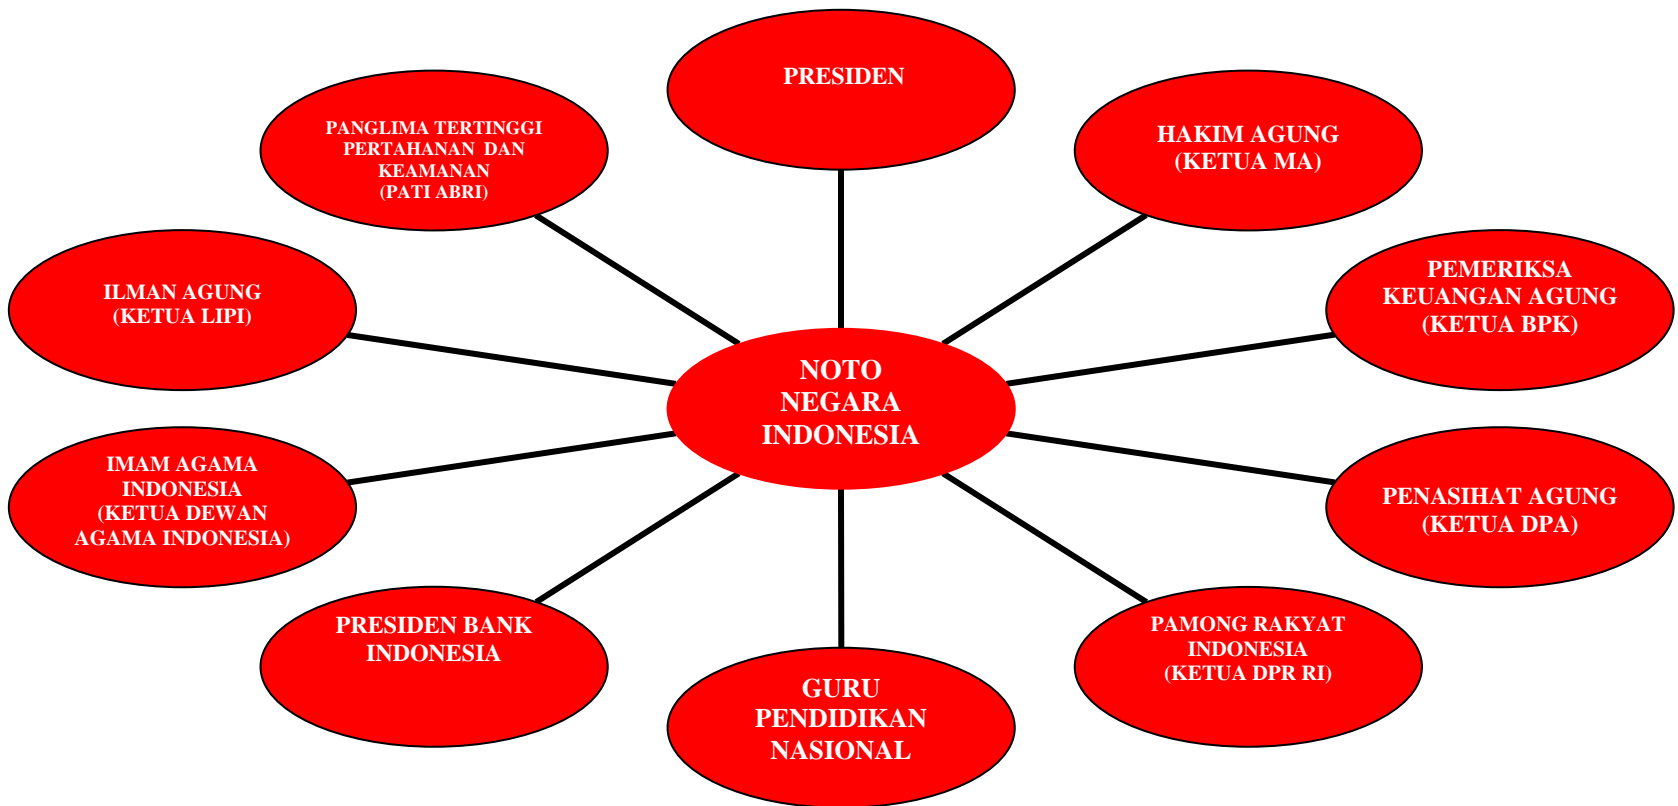 PRESIDEN
HAKIM AGUNG
(KETUA MA)
PEMERIKSA
KEUANGAN AGUNG
(KETUA BPK)
PENASIHAT AGUNG
(KETUA DPA)
PAMONG RAKYAT
INDONESIA
(KETUA DPR RI)
GURU
PENDIDIKAN
NASIONAL
PRESIDEN BANK
INDONESIA
IMAM AGAMA
INDONESIA
(KETUA DEWAN
AGAMA INDONESIA)
ILMAN AGUNG
(KETUA LIPI)
PANGLIMA TERTINGGI
PERTAHANAN DAN
KEAMANAN
(PATI ABRI)
NOTO
NEGARA
INDONESIA